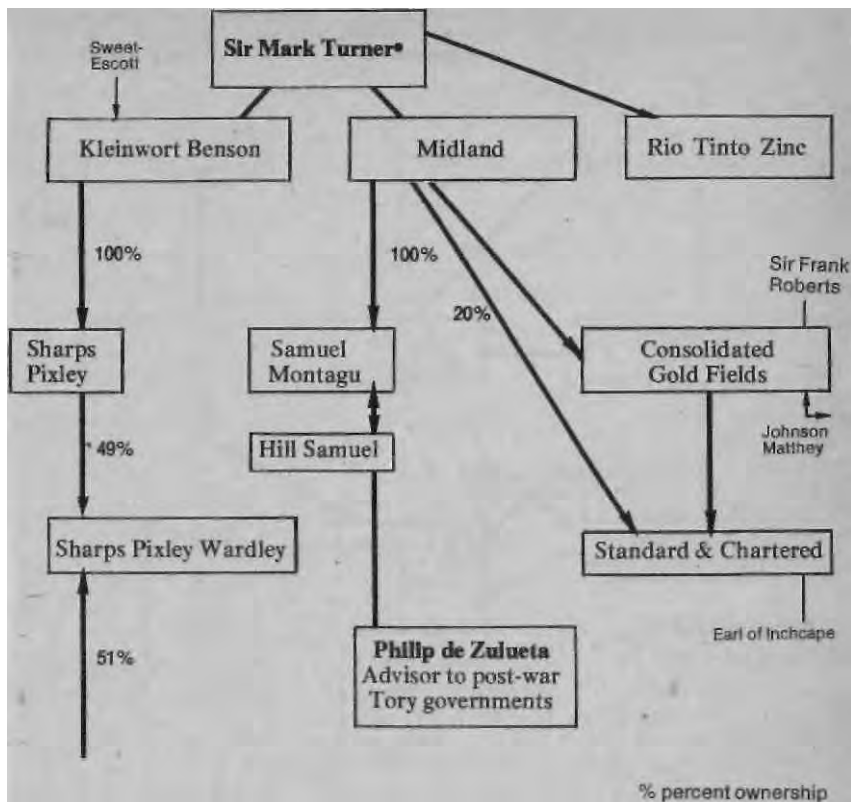 Sir Mark Turner•
Sweet-
Escott
Kleinwort Benson
Midland
Rio Tinto Zinc
100%
100%
20%
Sir Frank
Roberts
Sharps
Pixley
Samuel
Montagu
Consolidated
Gold Fields
Johnson
Matthey
49%
Hill Samuel
Sharps Pixley Wardley
Standard & Chartered
Earl of Inchcape
51%
Philip de Zulueta
Advisor to post-war
Tory governments
% percent ownership